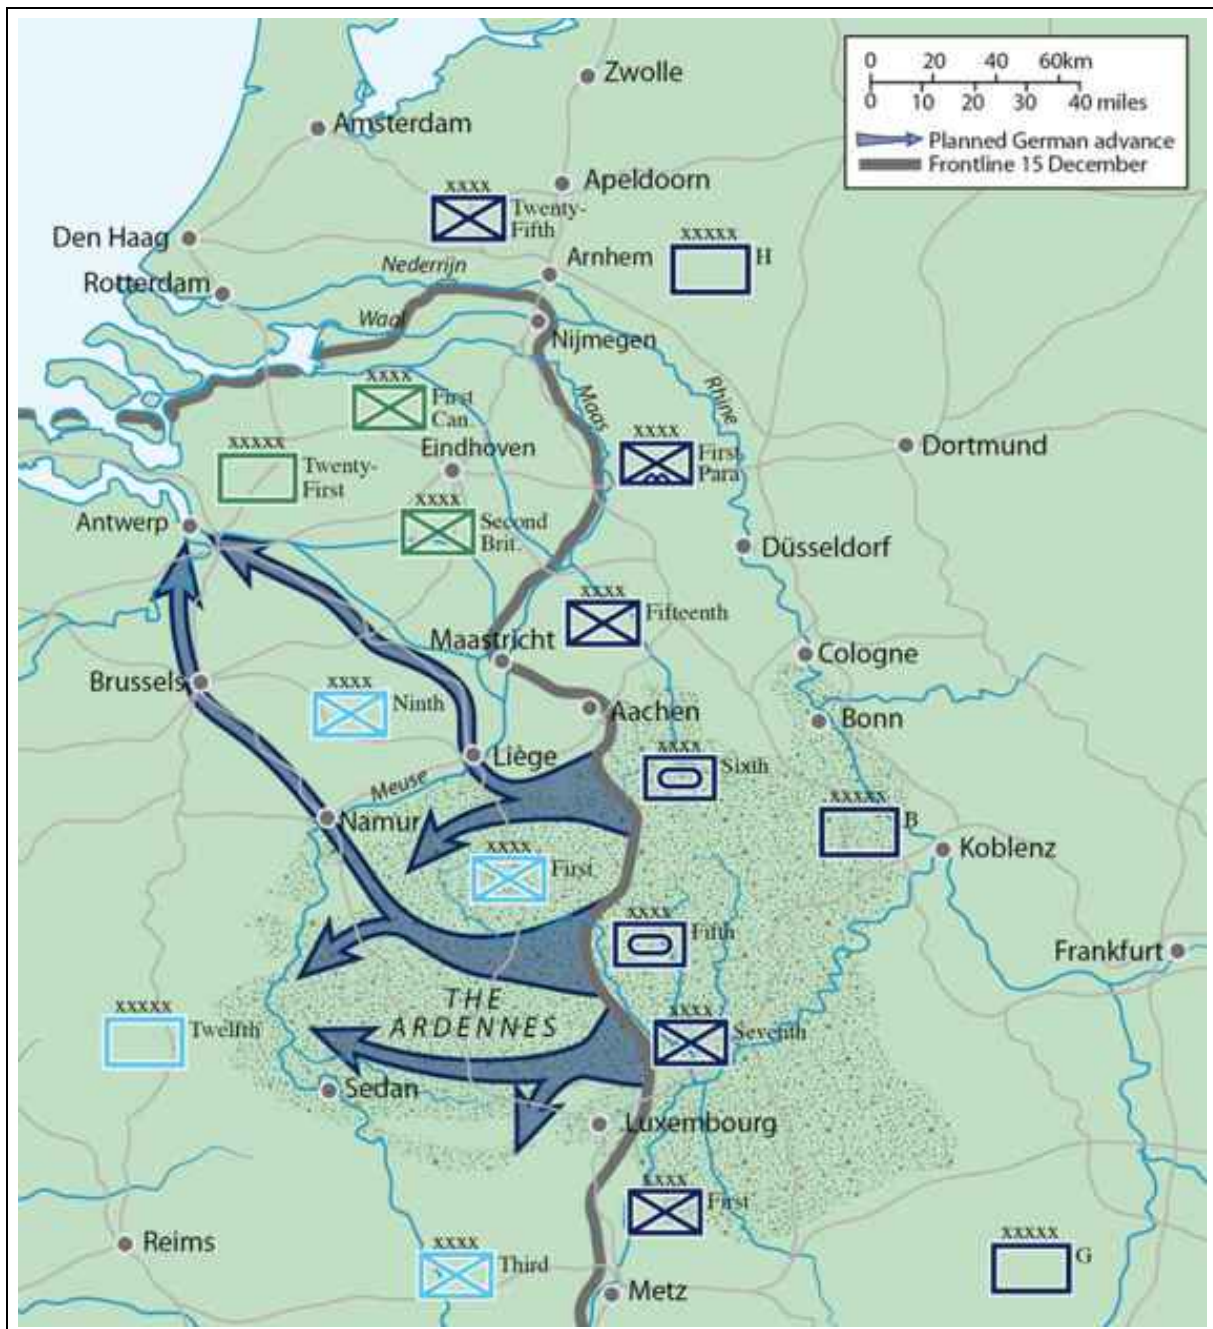 Zwolle
0 20 40 60km
0 10 20 30 40 miles
Planned German advance
Frontline 15 December
Amsterdam
Apeldoorn
xxxx
Twenty-
Fifth
Den Haag
xxxxx
H
Arnhem
Nederrijn
Rotterdam
Waal
Nijmegen
xxxx
First
Can.
Maas
Rhine
xxxxx
Twenty-
First
Eindhoven
xxxx
First
Para
Dortmund
xxxx
Second
Brit.
Antwerp
Düsseldorf
xxxx
Fifteenth
Maastricht
Cologne
Brussels
xxxx
Ninth
Aachen
Bonn
Liège
xxxx
Sixth
Meuse
Namur
xxxxx
B
Koblenz
xxxx
First
xxxx
Fifth
Frankfurt
THE
ARDENNES
xxxxx
Twelfth
xxxx
Seventh
Sedan
Luxembourg
xxxx
First
Reims
xxxx
Third
xxxxx
G
Metz